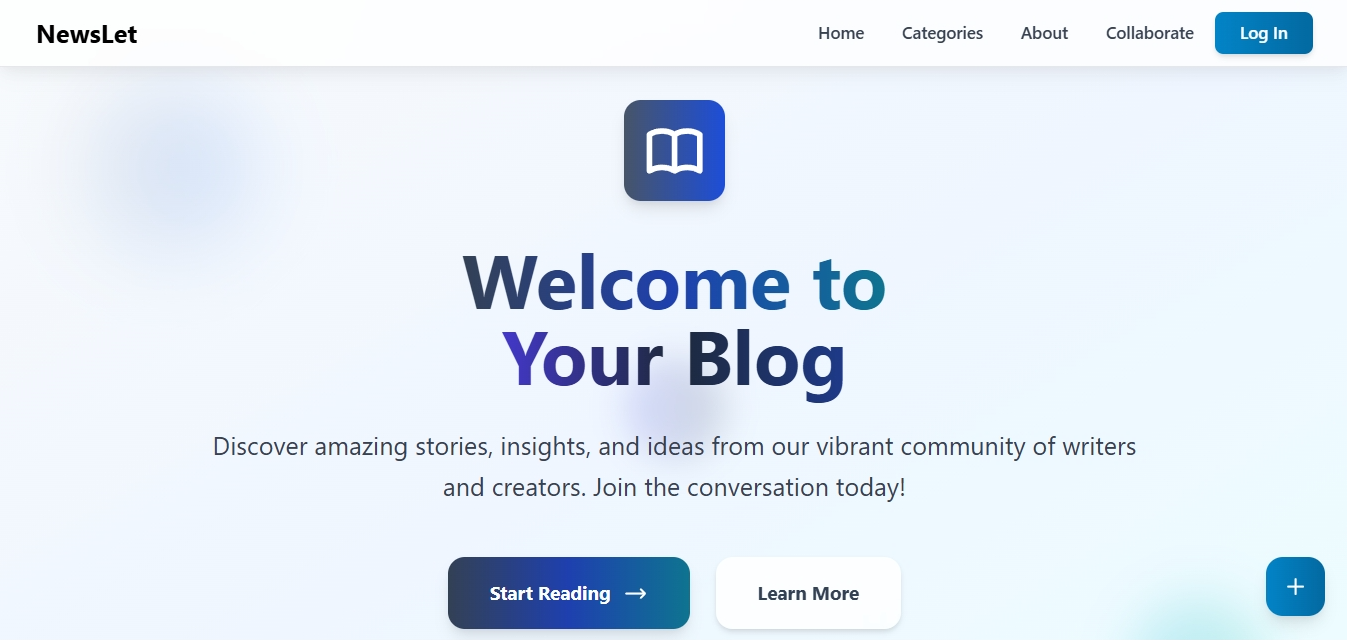 NewsLet
Home
Categories
About
Collaborate
Log In
Welcome to
Your Blog
Discover amazing stories, insights, and ideas from our vibrant community of writers
and creators. Join the conversation today!
Start Reading →
Learn More
+